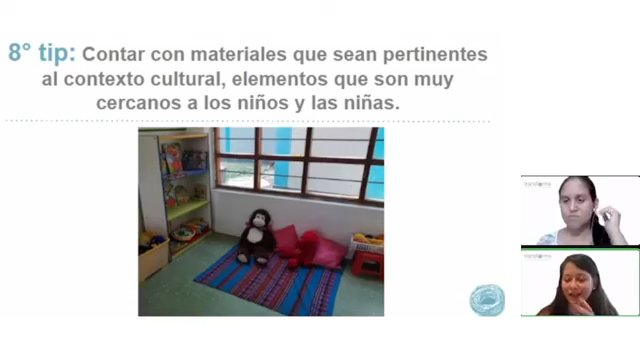 8° tip: Contar con materiales que sean pertinentes
al contexto cultural, elementos que son muy
cercanos a los niños y las niñas.